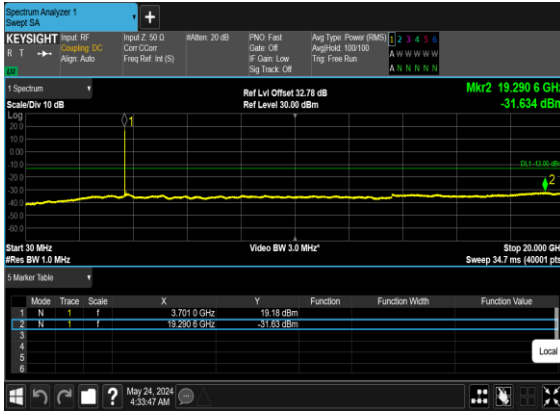 Spectrum Analyzer 1
Swept SA
+
KEYSIGHT Input: RF Input Z: 50 Ω #Atten: 20 dB PNO: Fast Avg Type: Power (RMS) 1 2 3 4 5 6
R T Coupling: DC Corr CCorr Gate: Off Avg|Hold: 100/100 A W W W W W
Align: Auto Freq Ref: Int (S) IF Gain: Low Trig: Free Run
Sig Track: Off A N N N N N
1 Spectrum
Scale/Div 10 dB
Ref Lvl Offset 32.78 dB
Ref Level 30.00 dBm
Mkr2 19.290 6 GHz
-31.634 dBm
Log
20.0
10.0
0.00
-10.0
-20.0
-30.0
-40.0
-50.0
-60.0
1
DL1 -13.00 dBm
2
Start 30 MHz Video BW 3.0 MHz* Stop 20.000 GHz
#Res BW 1.0 MHz Sweep 34.7 ms (40001 pts)
5 Marker Table
Mode Trace Scale X Y Function Function Width Function Value
1 N 1 f 3.701 0 GHz 19.18 dBm
2 N 1 f 19.290 6 GHz -31.63 dBm
3
4
5
6
Local
? May 24, 2024
4:33:47 AM